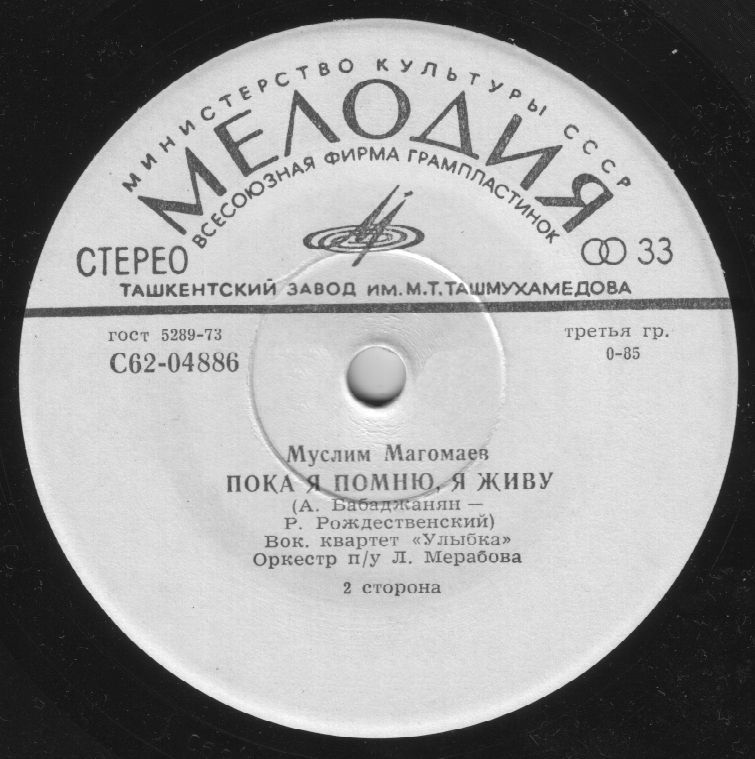 МИНИСТЕРСТВО КУЛЬТУРЫ СССР
МЕЛОДИЯ
ВСЕСОЮЗНАЯ ФИРМА ГРАМПЛАСТИНОК
СТЕРЕО
33
ТАШКЕНТСКИЙ ЗАВОД ИМ. М.Т.ТАШМУХАМЕДОВА
гост 5289-73
третья гр.
С62-04886
0-85
Муслим Магомаев
ПОКА Я ПОМНЮ, Я ЖИВУ
(А. Бабаджанян —
Р. Рождественский)
Вок. квартет «Улыбка»
Оркестр п/у Л. Мерабова
2 сторона